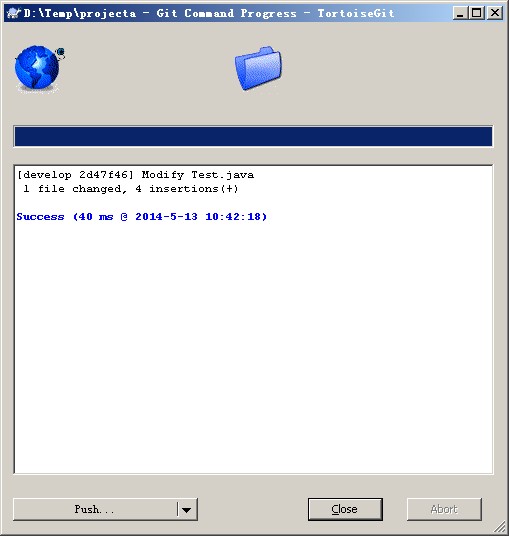 D:\Temp\projecta - Git Command Progress - TortoiseGit
[develop 2d47f46] Modify Test.java
1 file changed, 4 insertions(+)
Success (40 ms @ 2014-5-13 10:42:18)
Push...
Close
Abort